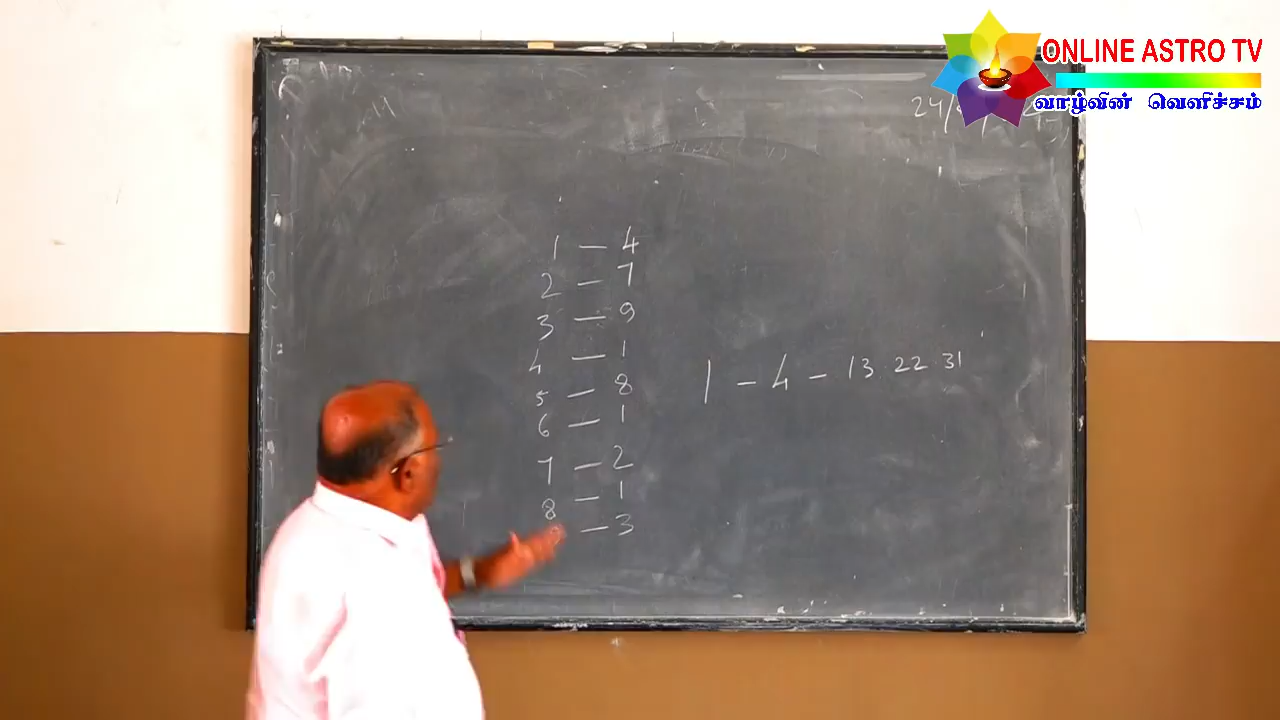 ONLINE ASTRO TV
வாழ்வின் வெளிச்சம்
24/
1 – 4
2 – 7
3 – 9
4 – 1
5 – 8
6 – 1
7 – 2
8 – 1
– 3
1 – 4 – 13 22 31